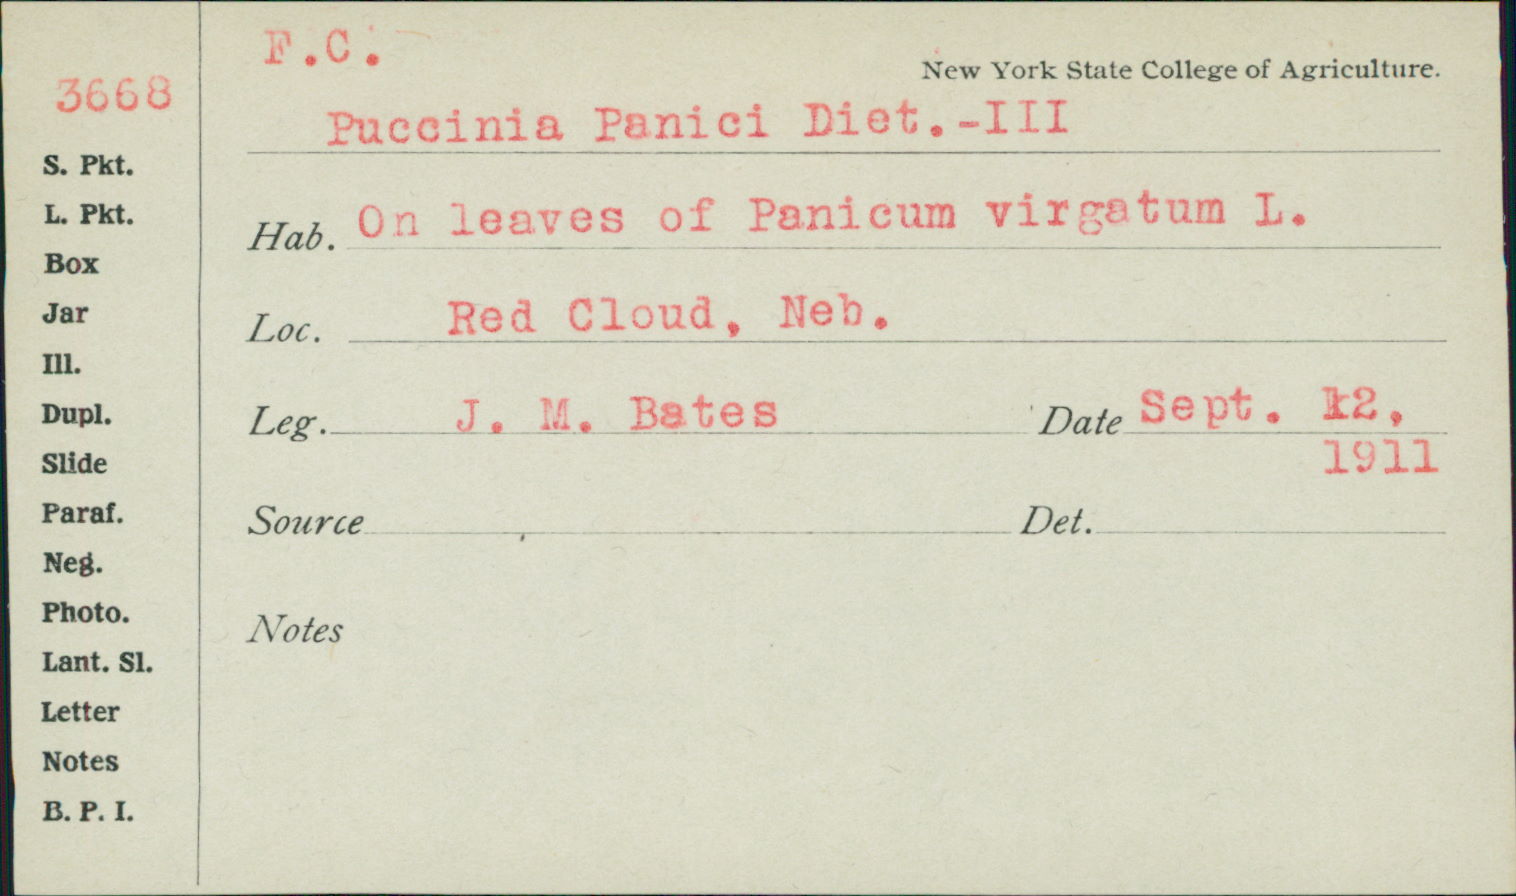 F.C.
New York State College of Agriculture.
3668
Puccinia Panici Diet.-III
S. Pkt.
L. Pkt.
Box
Jar
Ill.
Dupl.
Slide
Paraf.
Neg.
Photo.
Lant. Sl.
Letter
Notes
B. P. I.
Hab. On leaves of Panicum virgatum L.
Loc. Red Cloud, Neb.
Leg. J. M. Bates Date Sept. 12,
1911
Source Det.
Notes